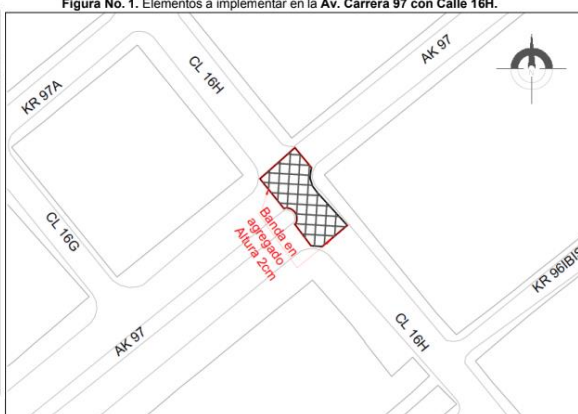 Figura No. 1. Elementos a implementar en la Av. Carrera 97 con Calle 16H.
CL 16H
AK 97
KR 97A
N
Banda en
agregado
Altura 2cm
CL 16G
KR 96IBIS
AK 97
CL 16H